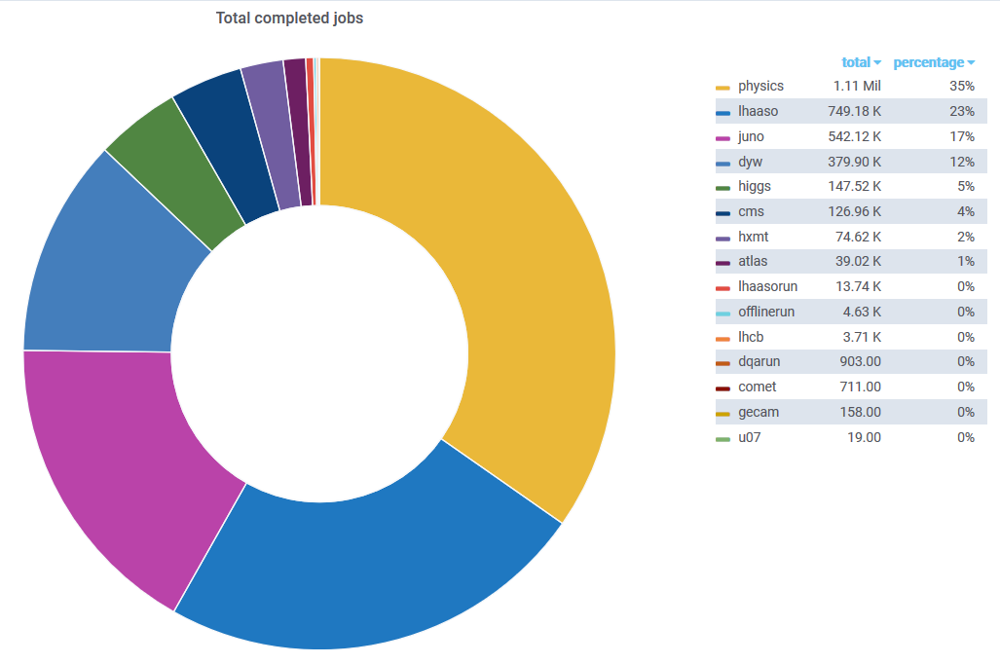 Total completed jobs
total percentage
physics 1.11 Mil 35%
lhaaso 749.18 K 23%
juno 542.12 K 17%
dyw 379.90 K 12%
higgs 147.52 K 5%
cms 126.96 K 4%
hxmt 74.62 K 2%
atlas 39.02 K 1%
lhaasorun 13.74 K 0%
offlinerun 4.63 K 0%
lhcb 3.71 K 0%
dqarun 903.00 0%
comet 711.00 0%
gecam 158.00 0%
u07 19.00 0%